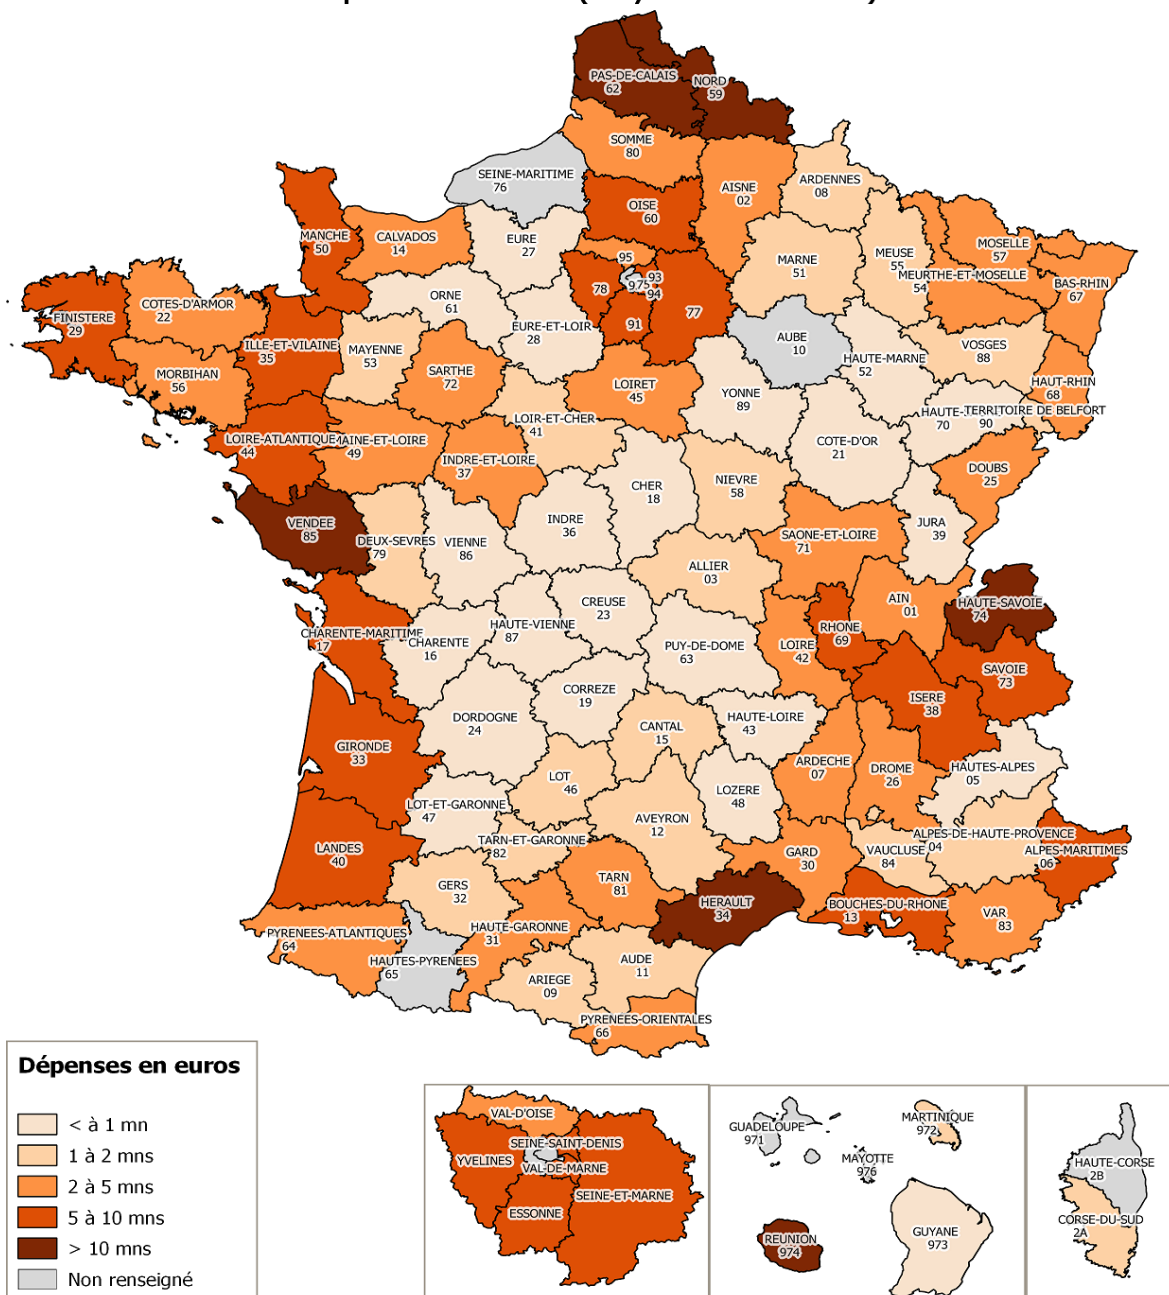 PAS-DE-CALAIS
62
NORD
59
SOMME
80
SEINE-MARITIME
76
OISE
60
AISNE
02
ARDENNES
08
MANCHE
50
CALVADOS
14
EURE
27
95
93
78
75
94
77
91
MARNE
51
MEUSE
55
MOSELLE
57
MEURTHE-ET-MOSELLE
54
BAS-RHIN
67
FINISTERE
29
COTES-D'ARMOR
22
MORBIHAN
56
ILLE-ET-VILAINE
35
ORNE
61
EURE-ET-LOIR
28
MAYENNE
53
SARTHE
72
LOIRET
45
AUBE
10
HAUTE-MARNE
52
VOSGES
88
HAUT-RHIN
68
YONNE
89
HAUTE-
70
TERRITOIRE DE BELFORT
90
LOIR-ET-CHER
41
LOIRE-ATLANTIQUE
44
MAINE-ET-LOIRE
49
INDRE-ET-LOIRE
37
COTE-D'OR
21
DOUBS
25
CHER
18
NIEVRE
58
VENDEE
85
DEUX-SEVRES
79
VIENNE
86
INDRE
36
SAONE-ET-LOIRE
71
JURA
39
ALLIER
03
AIN
01
HAUTE-SAVOIE
74
CHARENTE-MARITIME
17
CHARENTE
16
HAUTE-VIENNE
87
CREUSE
23
PUY-DE-DOME
63
LOIRE
42
RHONE
69
SAVOIE
73
ISERE
38
CORREZE
19
DORDOGNE
24
CANTAL
15
HAUTE-LOIRE
43
GIRONDE
33
LOT
46
ARDECHE
07
DROME
26
HAUTES-ALPES
05
LOT-ET-GARONNE
47
LOZERE
48
AVEYRON
12
TARN-ET-GARONNE
82
LANDES
40
GARD
30
VAUCLUSE
84
ALPES-DE-HAUTE-PROVENCE
04
ALPES-MARITIMES
06
GERS
32
TARN
81
HERAULT
34
BOUCHES-DU-RHONE
13
VAR
83
PYRENEES-ATLANTIQUES
64
HAUTES-PYRENEES
65
HAUTE-GARONNE
31
AUDE
11
ARIEGE
09
PYRENEES-ORIENTALES
66
Dépenses en euros
< à 1 mn
1 à 2 mns
2 à 5 mns
5 à 10 mns
> 10 mns
Non renseigné
VAL-D'OISE
SEINE-SAINT-DENIS
YVELINES
VAL-DE-MARNE
SEINE-ET-MARNE
ESSONNE
GUADELOUPE
971
MARTINIQUE
972
MAYOTTE
976
REUNION
974
GUYANE
973
HAUTE-CORSE
2B
CORSE-DU-SUD
2A